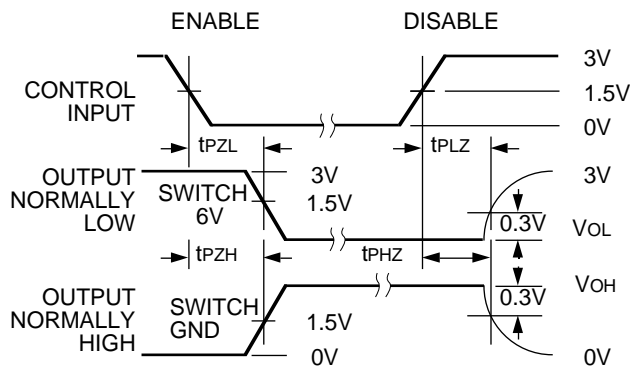 ENABLE DISABLE
3V
CONTROL
INPUT
1.5V
0V
tPZL tPLZ
OUTPUT
NORMALLY
LOW
SWITCH
6V
3V
1.5V
3V
0.3V
VOL
tPZH tPHZ
VOH
0.3V
OUTPUT
NORMALLY
HIGH
SWITCH
GND
1.5V
0V
0V